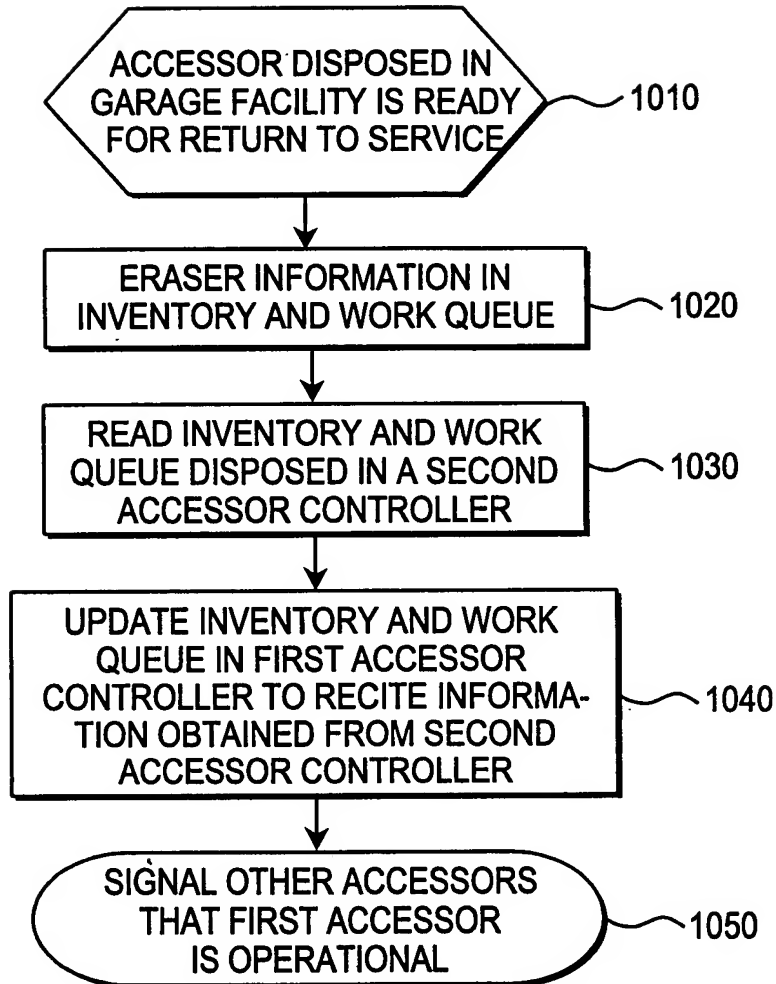 ACCESSOR DISPOSED IN
GARAGE FACILITY IS READY
FOR RETURN TO SERVICE
1010
ERASER INFORMATION IN
INVENTORY AND WORK QUEUE
1020
READ INVENTORY AND WORK
QUEUE DISPOSED IN A SECOND
ACCESSOR CONTROLLER
1030
UPDATE INVENTORY AND WORK
QUEUE IN FIRST ACCESSOR
CONTROLLER TO RECITE INFORMA-
TION OBTAINED FROM SECOND
ACCESSOR CONTROLLER
1040
SIGNAL OTHER ACCESSORS
THAT FIRST ACCESSOR
IS OPERATIONAL
1050